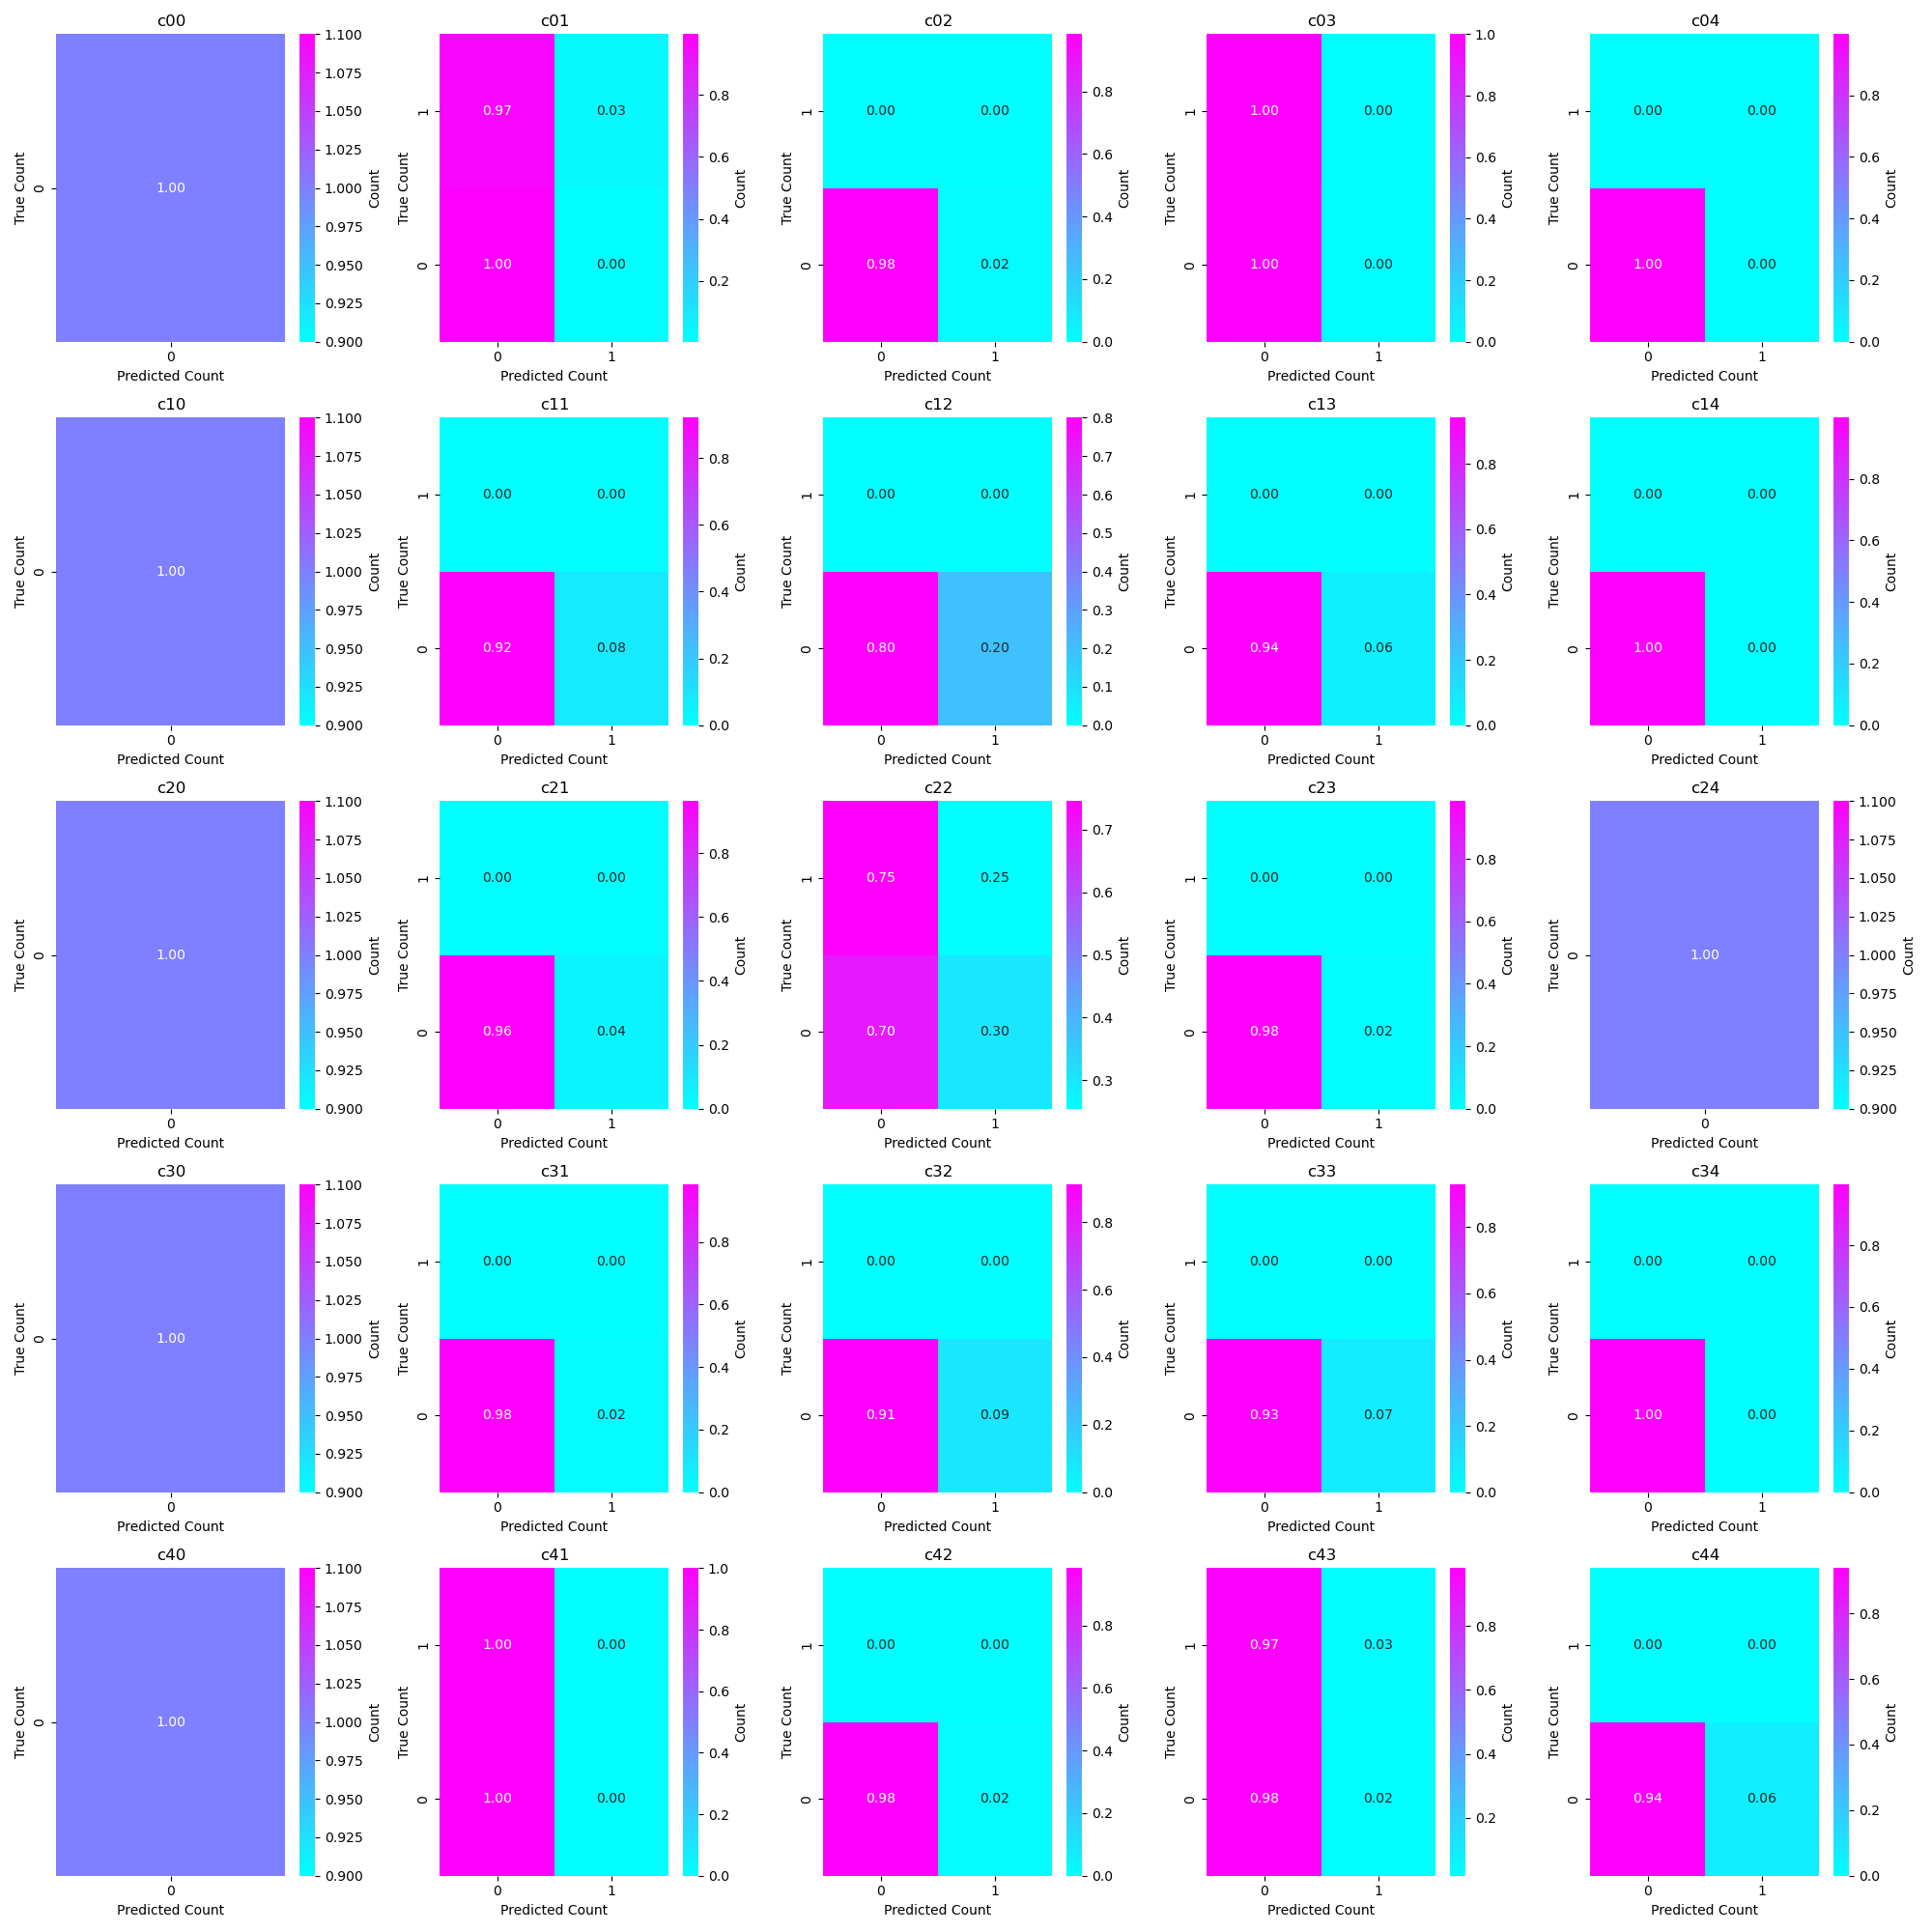 c00
True Count
0
1.00
0
Predicted Count
1.100
1.075
1.050
1.025
1.000
0.975
0.950
0.925
0.900
Count
c01
True Count
1
0
0.97 0.03
1.00 0.00
0 1
Predicted Count
0.8
0.6
0.4
0.2
Count
c02
True Count
1
0
0.00 0.00
0.98 0.02
0 1
Predicted Count
0.8
0.6
0.4
0.2
0.0
Count
c03
True Count
1
0
1.00 0.00
1.00 0.00
0 1
Predicted Count
1.0
0.8
0.6
0.4
0.2
0.0
Count
c04
True Count
1
0
0.00 0.00
1.00 0.00
0 1
Predicted Count
0.8
0.6
0.4
0.2
0.0
Count
c10
True Count
0
1.00
0
Predicted Count
1.100
1.075
1.050
1.025
1.000
0.975
0.950
0.925
0.900
Count
c11
True Count
1
0
0.00 0.00
0.92 0.08
0 1
Predicted Count
0.8
0.6
0.4
0.2
0.0
Count
c12
True Count
1
0
0.00 0.00
0.80 0.20
0 1
Predicted Count
0.8
0.7
0.6
0.5
0.4
0.3
0.2
0.1
0.0
Count
c13
True Count
1
0
0.00 0.00
0.94 0.06
0 1
Predicted Count
0.8
0.6
0.4
0.2
0.0
Count
c14
True Count
1
0
0.00 0.00
1.00 0.00
0 1
Predicted Count
0.8
0.6
0.4
0.2
0.0
Count
c20
True Count
0
1.00
0
Predicted Count
1.100
1.075
1.050
1.025
1.000
0.975
0.950
0.925
0.900
Count
c21
True Count
1
0
0.00 0.00
0.96 0.04
0 1
Predicted Count
0.8
0.6
0.4
0.2
0.0
Count
c22
True Count
1
0
0.75 0.25
0.70 0.30
0 1
Predicted Count
0.7
0.6
0.5
0.4
0.3
Count
c23
True Count
1
0
0.00 0.00
0.98 0.02
0 1
Predicted Count
0.8
0.6
0.4
0.2
0.0
Count
c24
True Count
0
1.00
0
Predicted Count
1.100
1.075
1.050
1.025
1.000
0.975
0.950
0.925
0.900
Count
c30
True Count
0
1.00
0
Predicted Count
1.100
1.075
1.050
1.025
1.000
0.975
0.950
0.925
0.900
Count
c31
True Count
1
0
0.00 0.00
0.98 0.02
0 1
Predicted Count
0.8
0.6
0.4
0.2
0.0
Count
c32
True Count
1
0
0.00 0.00
0.91 0.09
0 1
Predicted Count
0.8
0.6
0.4
0.2
0.0
Count
c33
True Count
1
0
0.00 0.00
0.93 0.07
0 1
Predicted Count
0.8
0.6
0.4
0.2
0.0
Count
c34
True Count
1
0
0.00 0.00
1.00 0.00
0 1
Predicted Count
0.8
0.6
0.4
0.2
0.0
Count
c40
True Count
0
1.00
0
Predicted Count
1.100
1.075
1.050
1.025
1.000
0.975
0.950
0.925
0.900
Count
c41
True Count
1
0
1.00 0.00
1.00 0.00
0 1
Predicted Count
1.0
0.8
0.6
0.4
0.2
0.0
Count
c42
True Count
1
0
0.00 0.00
0.98 0.02
0 1
Predicted Count
0.8
0.6
0.4
0.2
0.0
Count
c43
True Count
1
0
0.97 0.03
0.98 0.02
0 1
Predicted Count
0.8
0.6
0.4
0.2
Count
c44
True Count
1
0
0.00 0.00
0.94 0.06
0 1
Predicted Count
0.8
0.6
0.4
0.2
0.0
Count